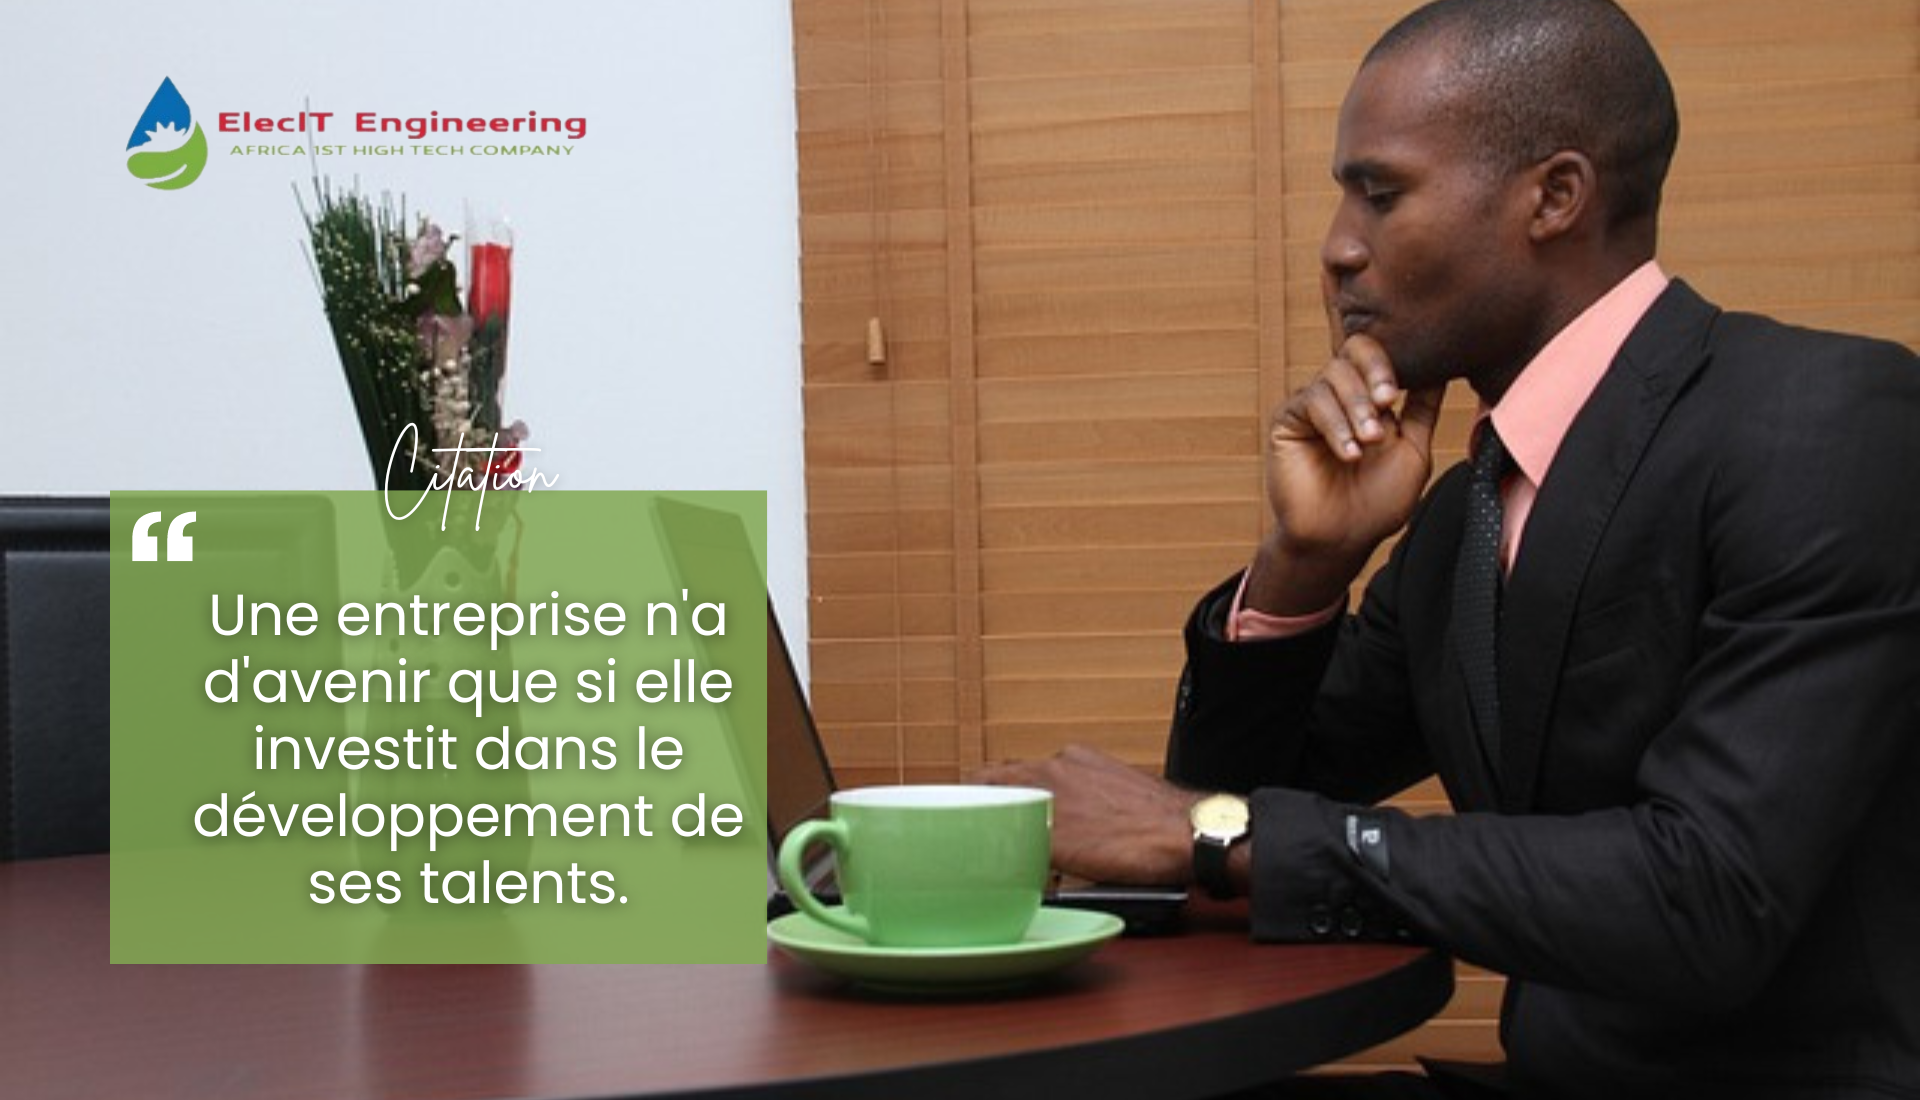 ElecIT Engineering
AFRICA 1ST HIGH TECH COMPANY
Citation
“
Une entreprise n'a
d'avenir que si elle
investit dans le
développement de
ses talents.